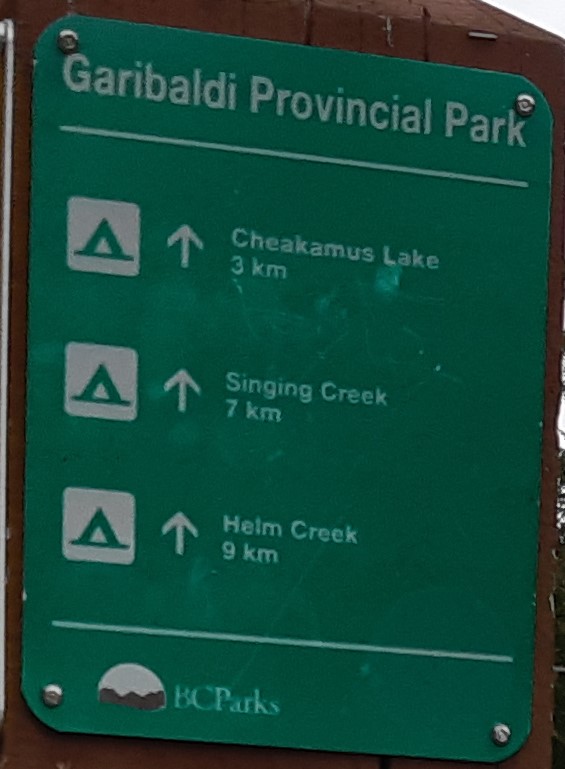 Garibaldi Provincial Park
Cheakamus Lake
3 km
Singing Creek
7 km
Helm Creek
9 km
BCParks